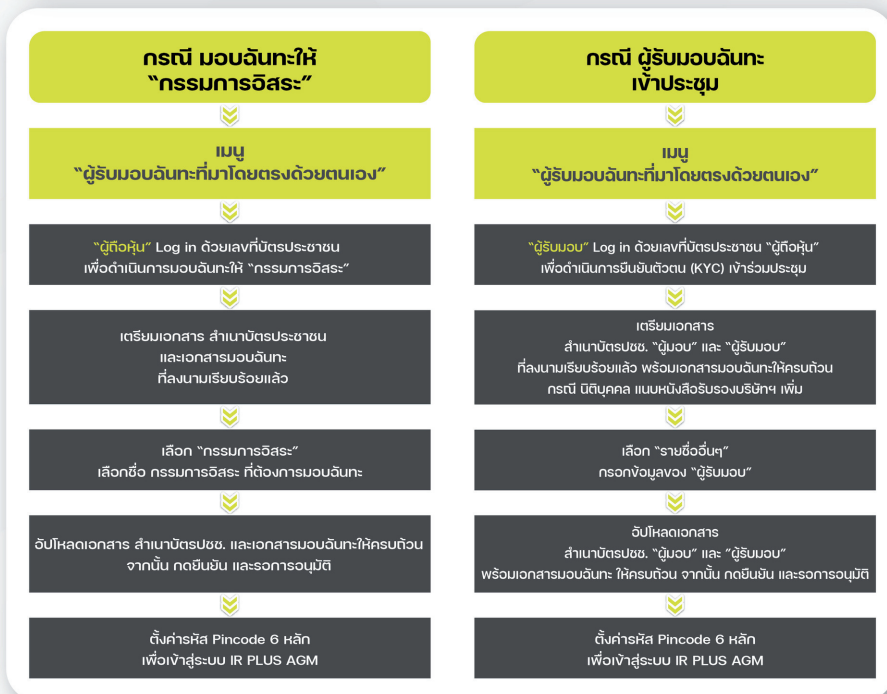 กรณี มอบฉันทะให้
“กรรมการอิสระ”
เมนู
“ผู้รับมอบฉันทะที่มาโดยตรงด้วยตนเอง”
“ผู้ถือหุ้น” Log in ด้วยเลขที่บัตรประชาชน
เพื่อดำเนินการมอบฉันทะให้ “กรรมการอิสระ”
เตรียมเอกสาร สำเนาบัตรประชาชน
และเอกสารมอบฉันทะ
ที่ลงนามเรียบร้อยแล้ว
เลือก “กรรมการอิสระ”
เลือกชื่อ กรรมการอิสระ ที่ต้องการมอบฉันทะ
อัปโหลดเอกสาร สำเนาบัตรปชช. และเอกสารมอบฉันทะให้ครบถ้วน
จากนั้น กดยืนยัน และรอการอนุมัติ
ตั้งค่ารหัส Pincode 6 หลัก
เพื่อเข้าสู่ระบบ IR PLUS AGM
กรณี ผู้รับมอบฉันทะ
เข้าประชุม
เมนู
“ผู้รับมอบฉันทะที่มาโดยตรงด้วยตนเอง”
“ผู้รับมอบ” Log in ด้วยเลขที่บัตรประชาชน “ผู้ถือหุ้น”
เพื่อดำเนินการยืนยันตัวตน (KYC) เข้าร่วมประชุม
เตรียมเอกสาร
สำเนาบัตรปชช. “ผู้มอบ” และ “ผู้รับมอบ”
ที่ลงนามเรียบร้อยแล้ว พร้อมเอกสารมอบฉันทะให้ครบถ้วน
กรณี นิติบุคคล แนบหนังสือรับรองบริษัทฯ เพิ่ม
เลือก “รายชื่ออื่นๆ”
กรอกข้อมูลของ “ผู้รับมอบ”
อัปโหลดเอกสาร
สำเนาบัตรปชช. “ผู้มอบ” และ “ผู้รับมอบ”
พร้อมเอกสารมอบฉันทะ ให้ครบถ้วน จากนั้น กดยืนยัน และรอการอนุมัติ
ตั้งค่ารหัส Pincode 6 หลัก
เพื่อเข้าสู่ระบบ IR PLUS AGM